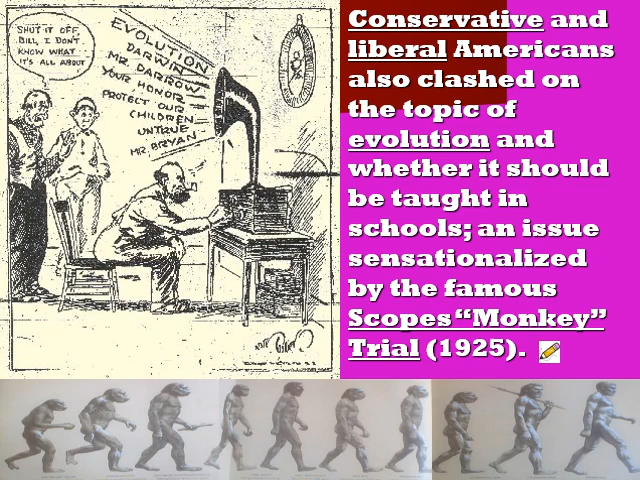 SHUT IT OFF,
BILL, I DON'T
KNOW WHAT
IT'S ALL ABOUT
EVOLUTION
DARWIN
MR. DARROW
YOUR HONOR
PROTECT OUR
CHILDREN
UNTRUE
MR. BRYAN
Conservative and
liberal Americans
also clashed on
the topic of
evolution and
whether it should
be taught in
schools; an issue
sensationalized
by the famous
Scopes “Monkey”
Trial (1925).